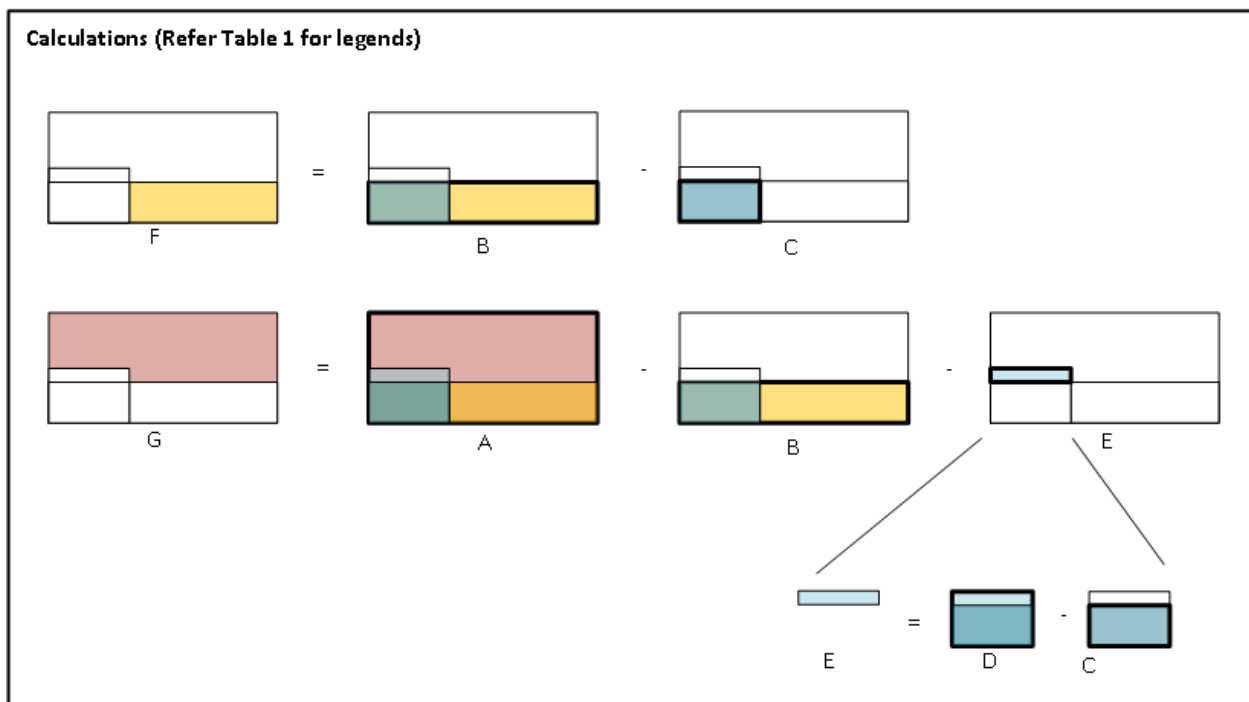 Calculations (Refer Table 1 for legends)
= -
F B C
= - -
G A B E
= -
E D C